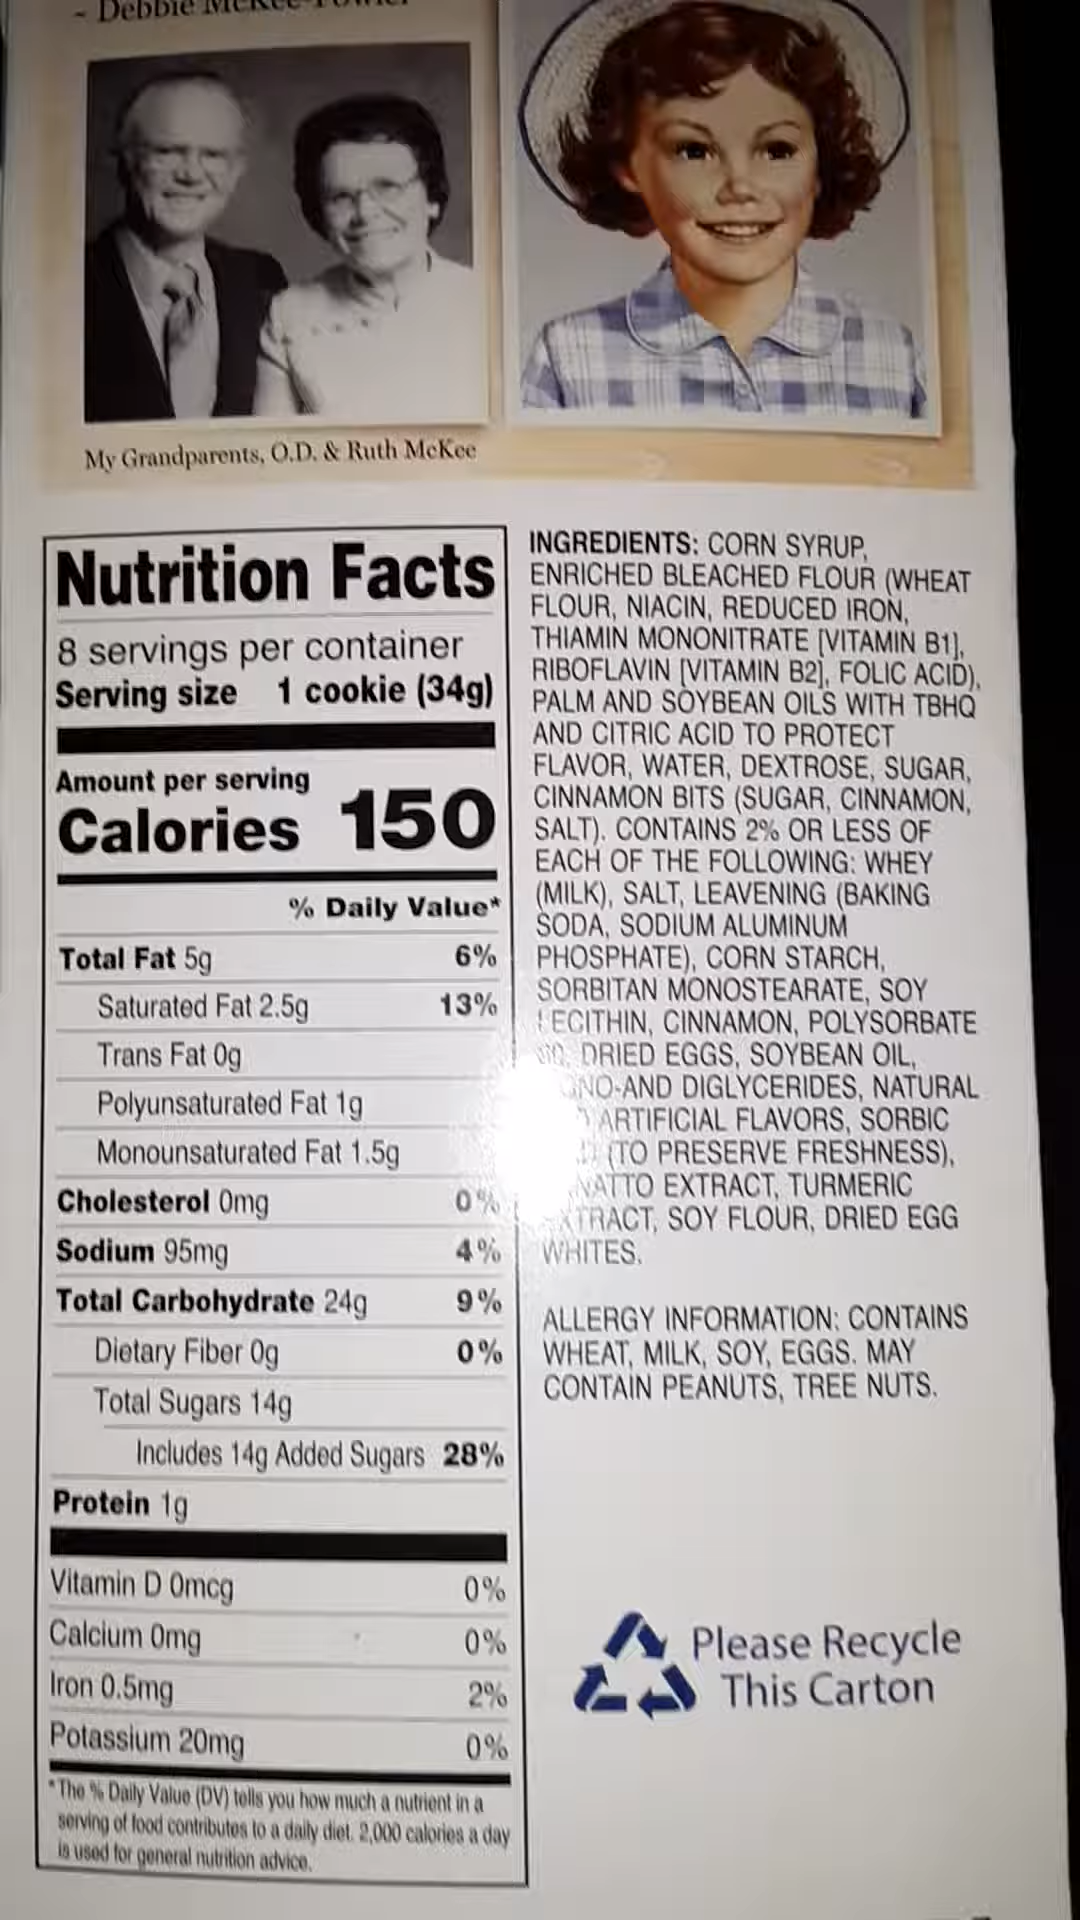 ~ Debbie McKee-Fowler
My Grandparents, O.D. & Ruth McKee
Nutrition Facts
8 servings per container
Serving size 1 cookie (34g)
Amount per serving
Calories 150
% Daily Value*
Total Fat 5g 6%
Saturated Fat 2.5g 13%
Trans Fat 0g
Polyunsaturated Fat 1g
Monounsaturated Fat 1.5g
Cholesterol 0mg 0%
Sodium 95mg 4%
Total Carbohydrate 24g 9%
Dietary Fiber 0g 0%
Total Sugars 14g
Includes 14g Added Sugars 28%
Protein 1g
Vitamin D 0mcg 0%
Calcium 0mg 0%
Iron 0.5mg 2%
Potassium 20mg 0%
*The % Daily Value (DV) tells you how much a nutrient in a
serving of food contributes to a daily diet. 2,000 calories a day
is used for general nutrition advice.
INGREDIENTS: CORN SYRUP,
ENRICHED BLEACHED FLOUR (WHEAT
FLOUR, NIACIN, REDUCED IRON,
THIAMIN MONONITRATE [VITAMIN B1],
RIBOFLAVIN [VITAMIN B2], FOLIC ACID),
PALM AND SOYBEAN OILS WITH TBHQ
AND CITRIC ACID TO PROTECT
FLAVOR, WATER, DEXTROSE, SUGAR,
CINNAMON BITS (SUGAR, CINNAMON,
SALT). CONTAINS 2% OR LESS OF
EACH OF THE FOLLOWING: WHEY
(MILK), SALT, LEAVENING (BAKING
SODA, SODIUM ALUMINUM
PHOSPHATE), CORN STARCH,
SORBITAN MONOSTEARATE, SOY
LECITHIN, CINNAMON, POLYSORBATE
DRIED EGGS, SOYBEAN OIL,
MONO-AND DIGLYCERIDES, NATURAL
ARTIFICIAL FLAVORS, SORBIC
(TO PRESERVE FRESHNESS),
ANNATTO EXTRACT, TURMERIC
EXTRACT, SOY FLOUR, DRIED EGG
WHITES.
ALLERGY INFORMATION: CONTAINS
WHEAT, MILK, SOY, EGGS. MAY
CONTAIN PEANUTS, TREE NUTS.
Please Recycle
This Carton